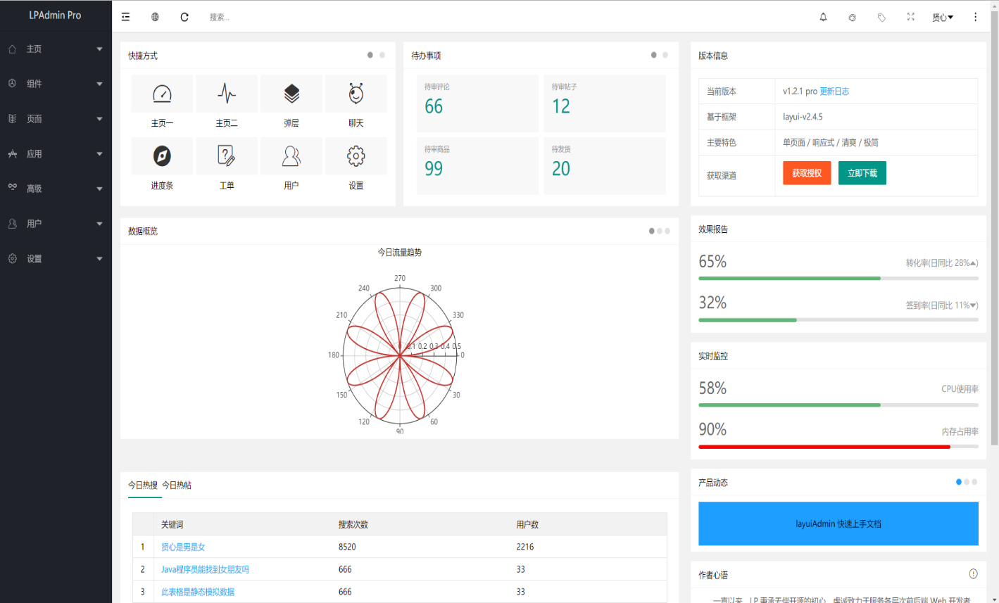 LPAdmin Pro
搜索...
贤心
主页
组件
页面
应用
高级
用户
设置
快捷方式
主页一
主页二
弹层
聊天
进度条
工单
用户
设置
待办事项
待审评论
66
待审帖子
12
待审商品
99
待发货
20
版本信息
当前版本
v1.2.1 pro 更新日志
基于框架
layui-v2.4.5
主要特色
单页面 / 响应式 / 清爽 / 极简
获取渠道
获取授权
立即下载
数据概览
今日流量趋势
270
240
300
210
330
0 0.1 0.2 0.3 0.4 0.5
180
0
150
30
120
60
90
效果报告
65%
转化率(日同比 28%▲)
32%
签到率(日同比 11%▼)
实时监控
58%
CPU使用率
90%
内存占用率
产品动态
layuiAdmin 快速上手文档
今日热搜 今日热帖
关键词 搜索次数 用户数
1 贤心是男是女 8520 2216
2 Java程序员能找到女朋友吗 666 33
3 此表格是静态模拟数据 666 33
作者心语
一直以来，LP 秉承无偿开源的初心，虔诚致力于服务各层次前后端 Web 开发者